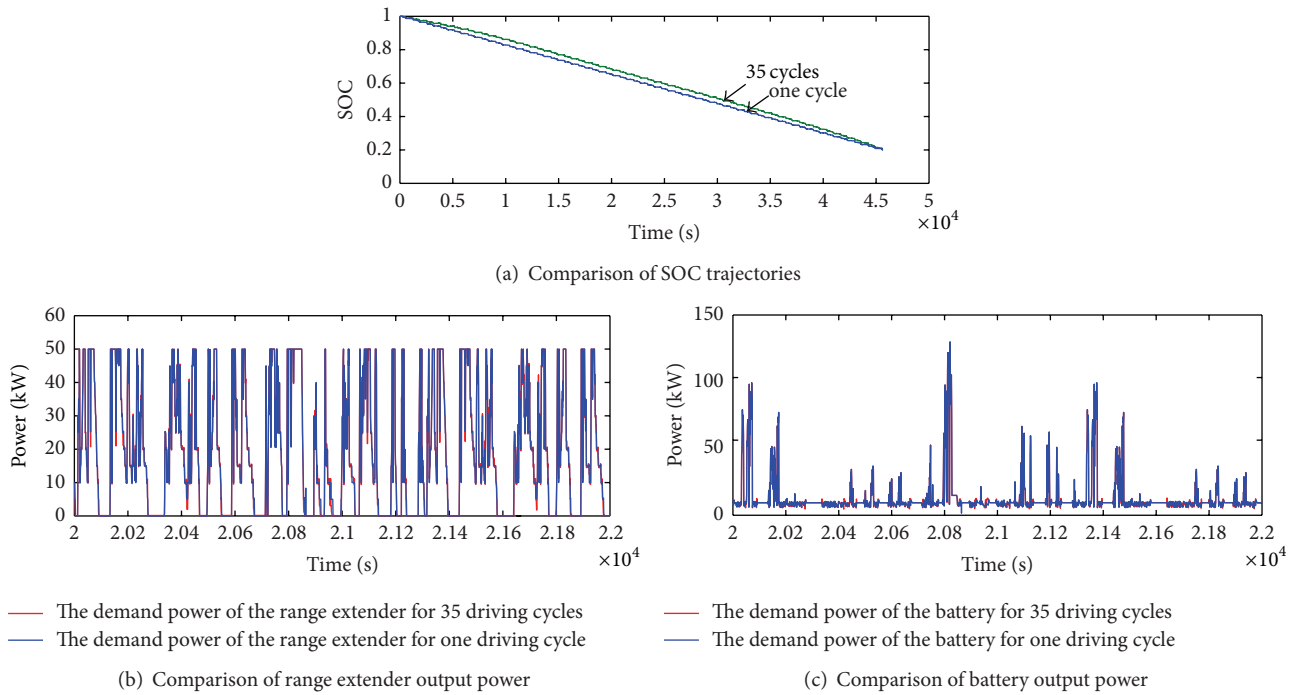 1
0.8
0.6
0.4
0.2
0
SOC
35 cycles
one cycle
0 0.5 1 1.5 2 2.5 3 3.5 4 4.5 5
×10⁴
Time (s)
(a) Comparison of SOC trajectories
60
50
40
30
20
10
0
Power (kW)
2 2.02 2.04 2.06 2.08 2.1 2.12 2.14 2.16 2.18 2.2
×10⁴
Time (s)
The demand power of the range extender for 35 driving cycles
The demand power of the range extender for one driving cycle
(b) Comparison of range extender output power
150
100
50
0
Power (kW)
2 2.02 2.04 2.06 2.08 2.1 2.12 2.14 2.16 2.18 2.2
×10⁴
Time (s)
The demand power of the battery for 35 driving cycles
The demand power of the battery for one driving cycle
(c) Comparison of battery output power